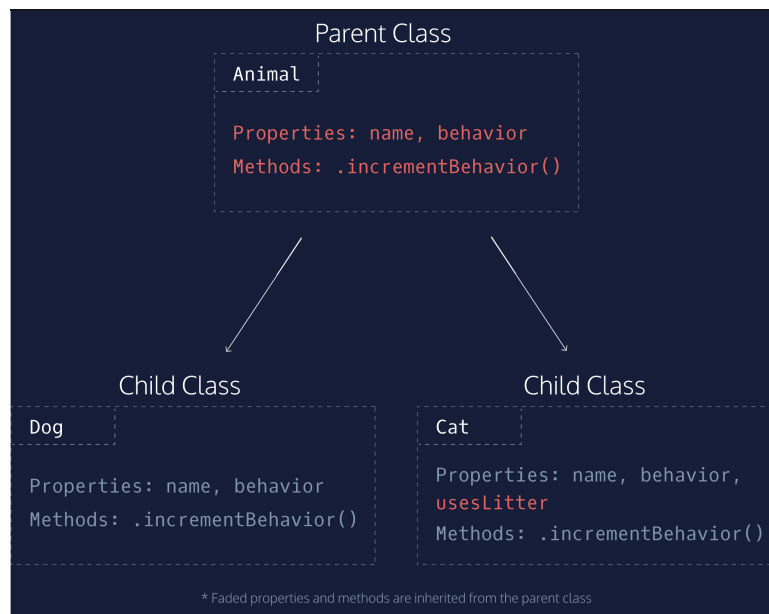 Parent Class
Animal
Properties: name, behavior
Methods: .incrementBehavior()
Child Class
Dog
Properties: name, behavior
Methods: .incrementBehavior()
Child Class
Cat
Properties: name, behavior,
usesLitter
Methods: .incrementBehavior()
* Faded properties and methods are inherited from the parent class